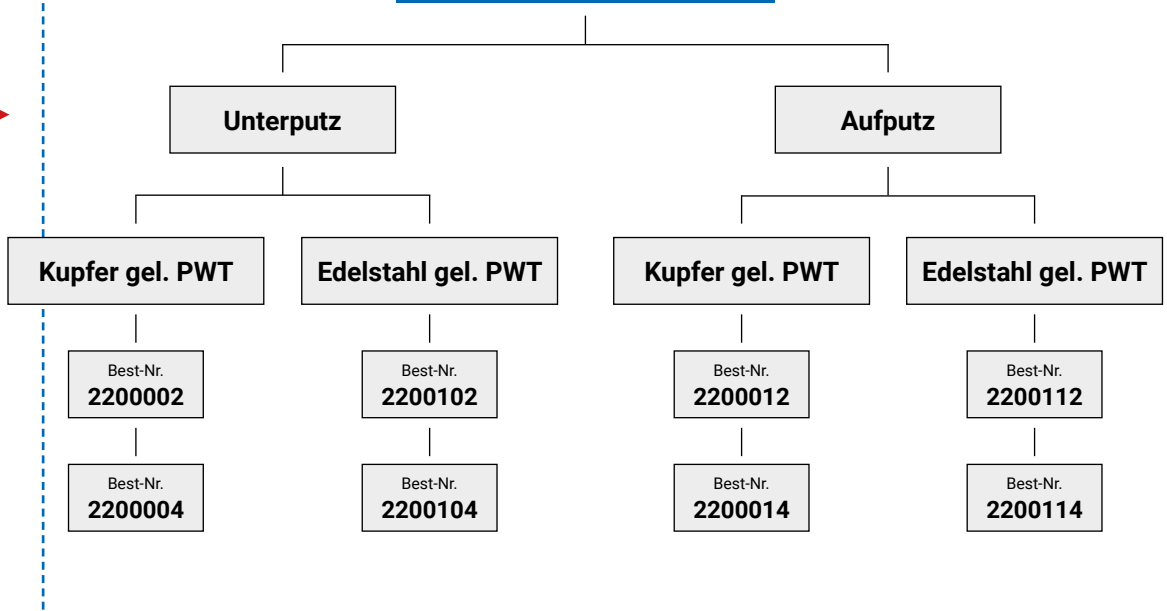 Unterputz
Aufputz
Kupfer gel. PWT
Edelstahl gel. PWT
Kupfer gel. PWT
Edelstahl gel. PWT
Best-Nr.
2200002
Best-Nr.
2200102
Best-Nr.
2200012
Best-Nr.
2200112
Best-Nr.
2200004
Best-Nr.
2200104
Best-Nr.
2200014
Best-Nr.
2200114